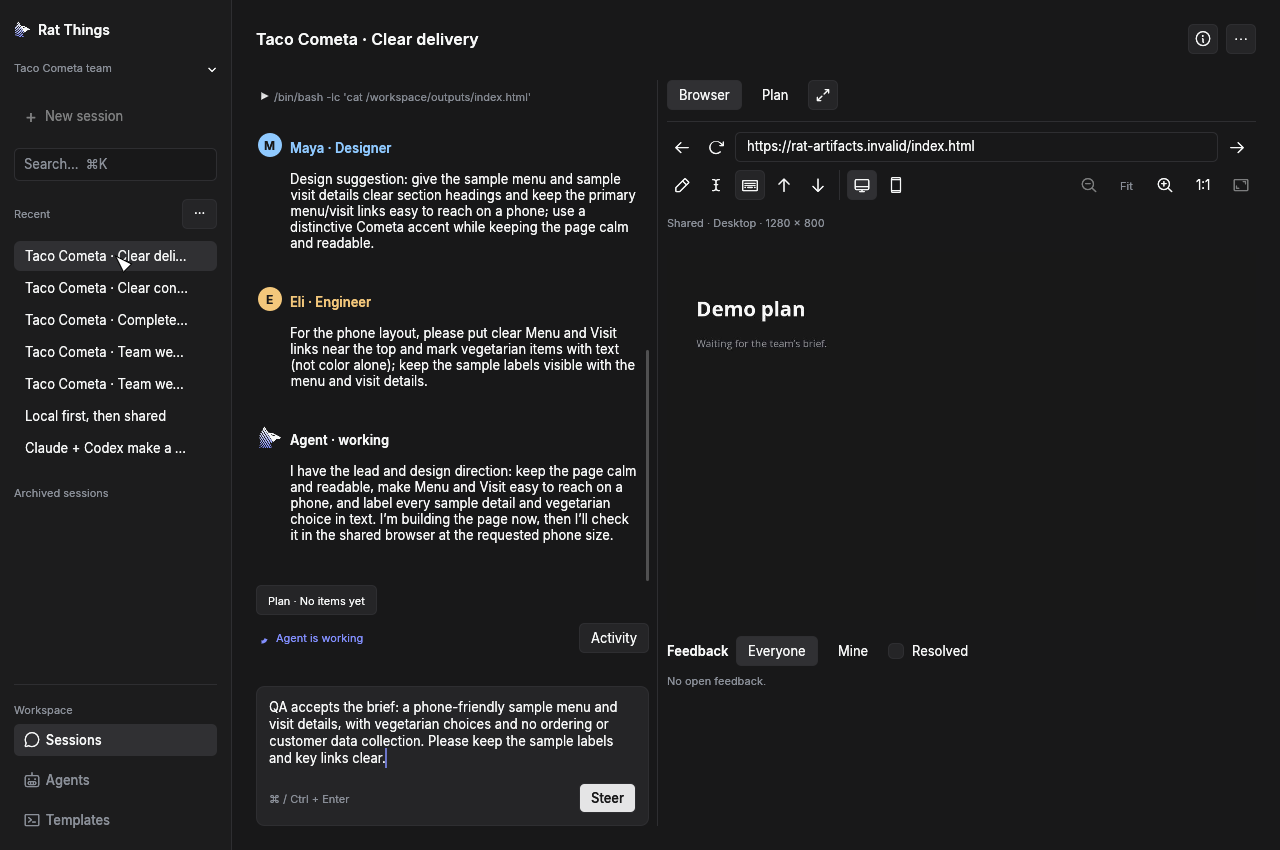 Rat Things
Taco Cometa team
+ New session
Search... ⌘K
Recent
...
Taco Cometa · Clear deli...
Taco Cometa · Clear con...
Taco Cometa · Complete...
Taco Cometa · Team we...
Taco Cometa · Team we...
Local first, then shared
Claude + Codex make a ...
Archived sessions
Workspace
Sessions
Agents
Templates
Taco Cometa · Clear delivery
...
/bin/bash -lc 'cat /workspace/outputs/index.html'
M
Maya · Designer
Design suggestion: give the sample menu and sample
visit details clear section headings and keep the primary
menu/visit links easy to reach on a phone; use a
distinctive Cometa accent while keeping the page calm
and readable.
E
Eli · Engineer
For the phone layout, please put clear Menu and Visit
links near the top and mark vegetarian items with text
(not color alone); keep the sample labels visible with the
menu and visit details.
Agent · working
I have the lead and design direction: keep the page calm
and readable, make Menu and Visit easy to reach on a
phone, and label every sample detail and vegetarian
choice in text. I'm building the page now, then I'll check
it in the shared browser at the requested phone size.
Plan · No items yet
Agent is working
Activity
QA accepts the brief: a phone-friendly sample menu and
visit details, with vegetarian choices and no ordering or
customer data collection. Please keep the sample labels
and key links clear.
⌘ / Ctrl + Enter
Steer
Browser
Plan
https://rat-artifacts.invalid/index.html
Fit
1:1
Shared · Desktop · 1280 × 800
Demo plan
Waiting for the team's brief.
Feedback
Everyone
Mine
Resolved
No open feedback.